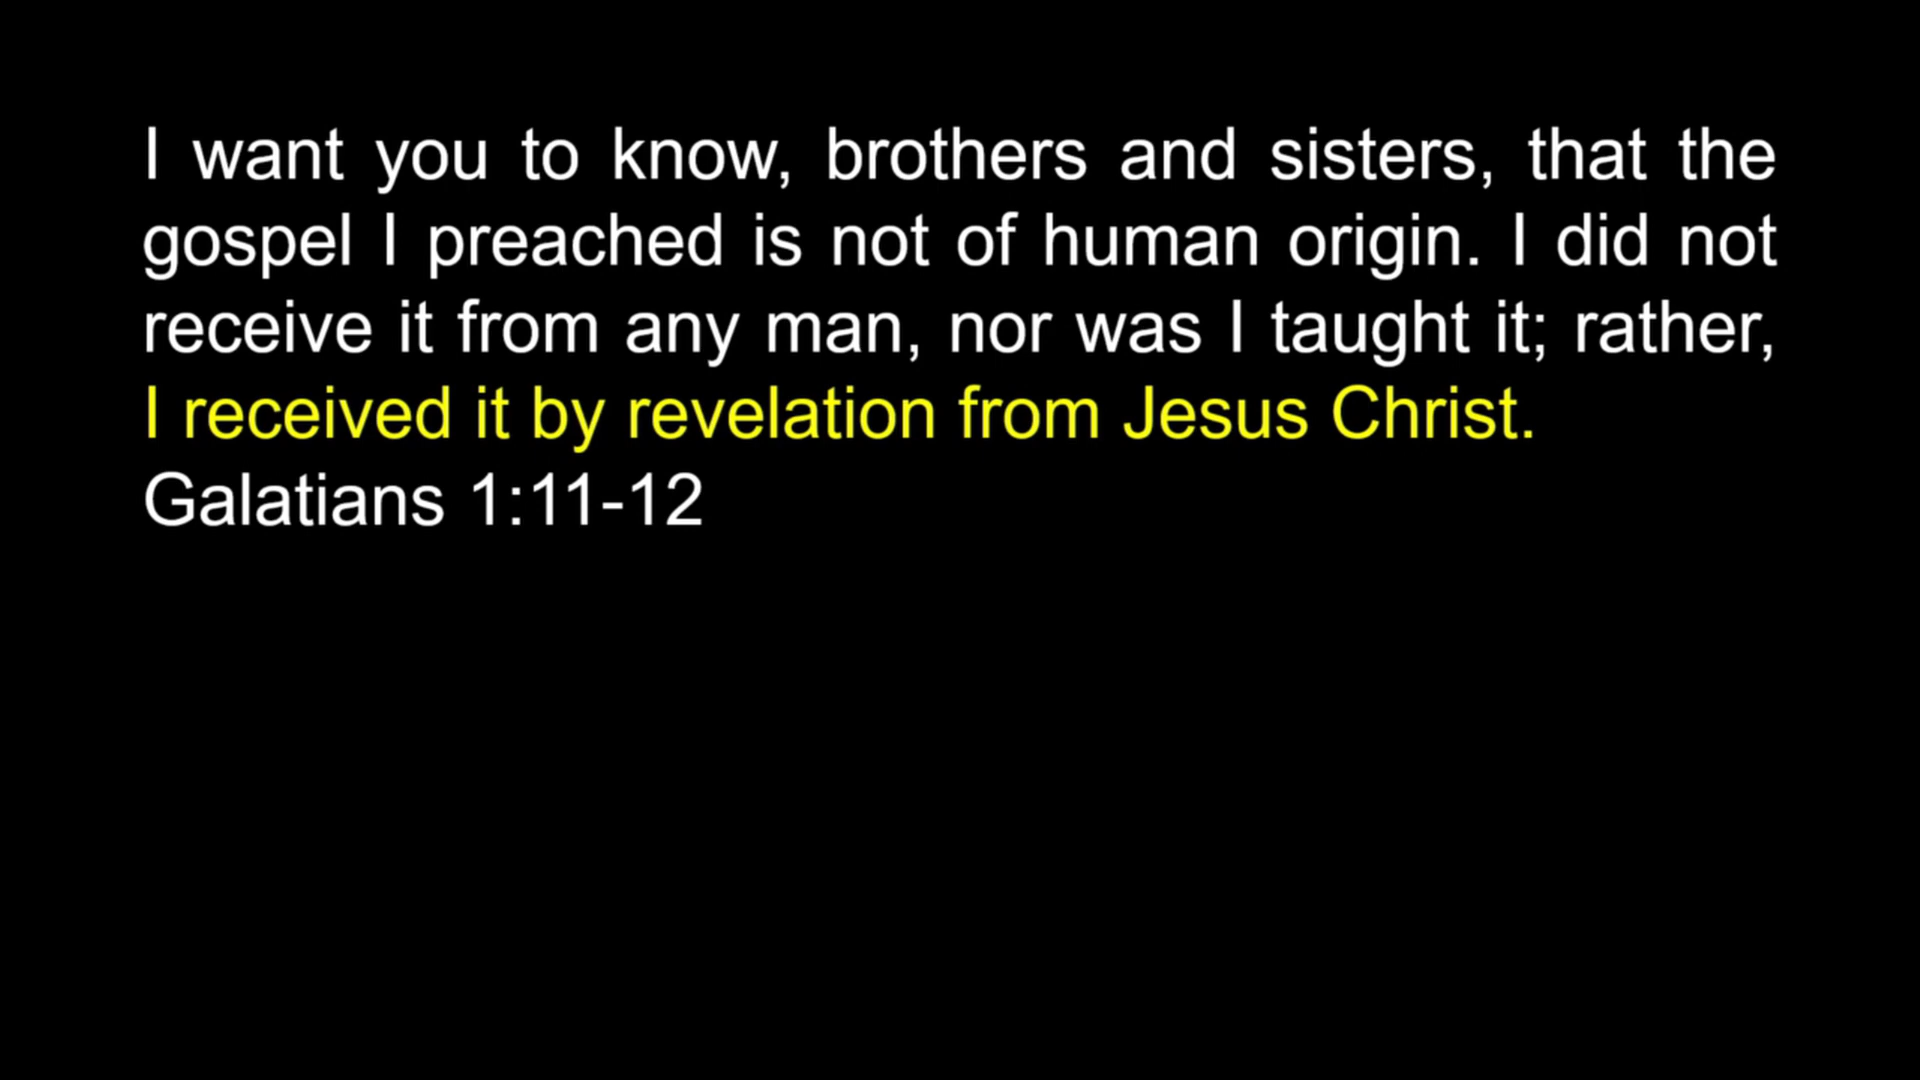 I want you to know, brothers and sisters, that the
gospel I preached is not of human origin. I did not
receive it from any man, nor was I taught it; rather,
I received it by revelation from Jesus Christ.
Galatians 1:11-12